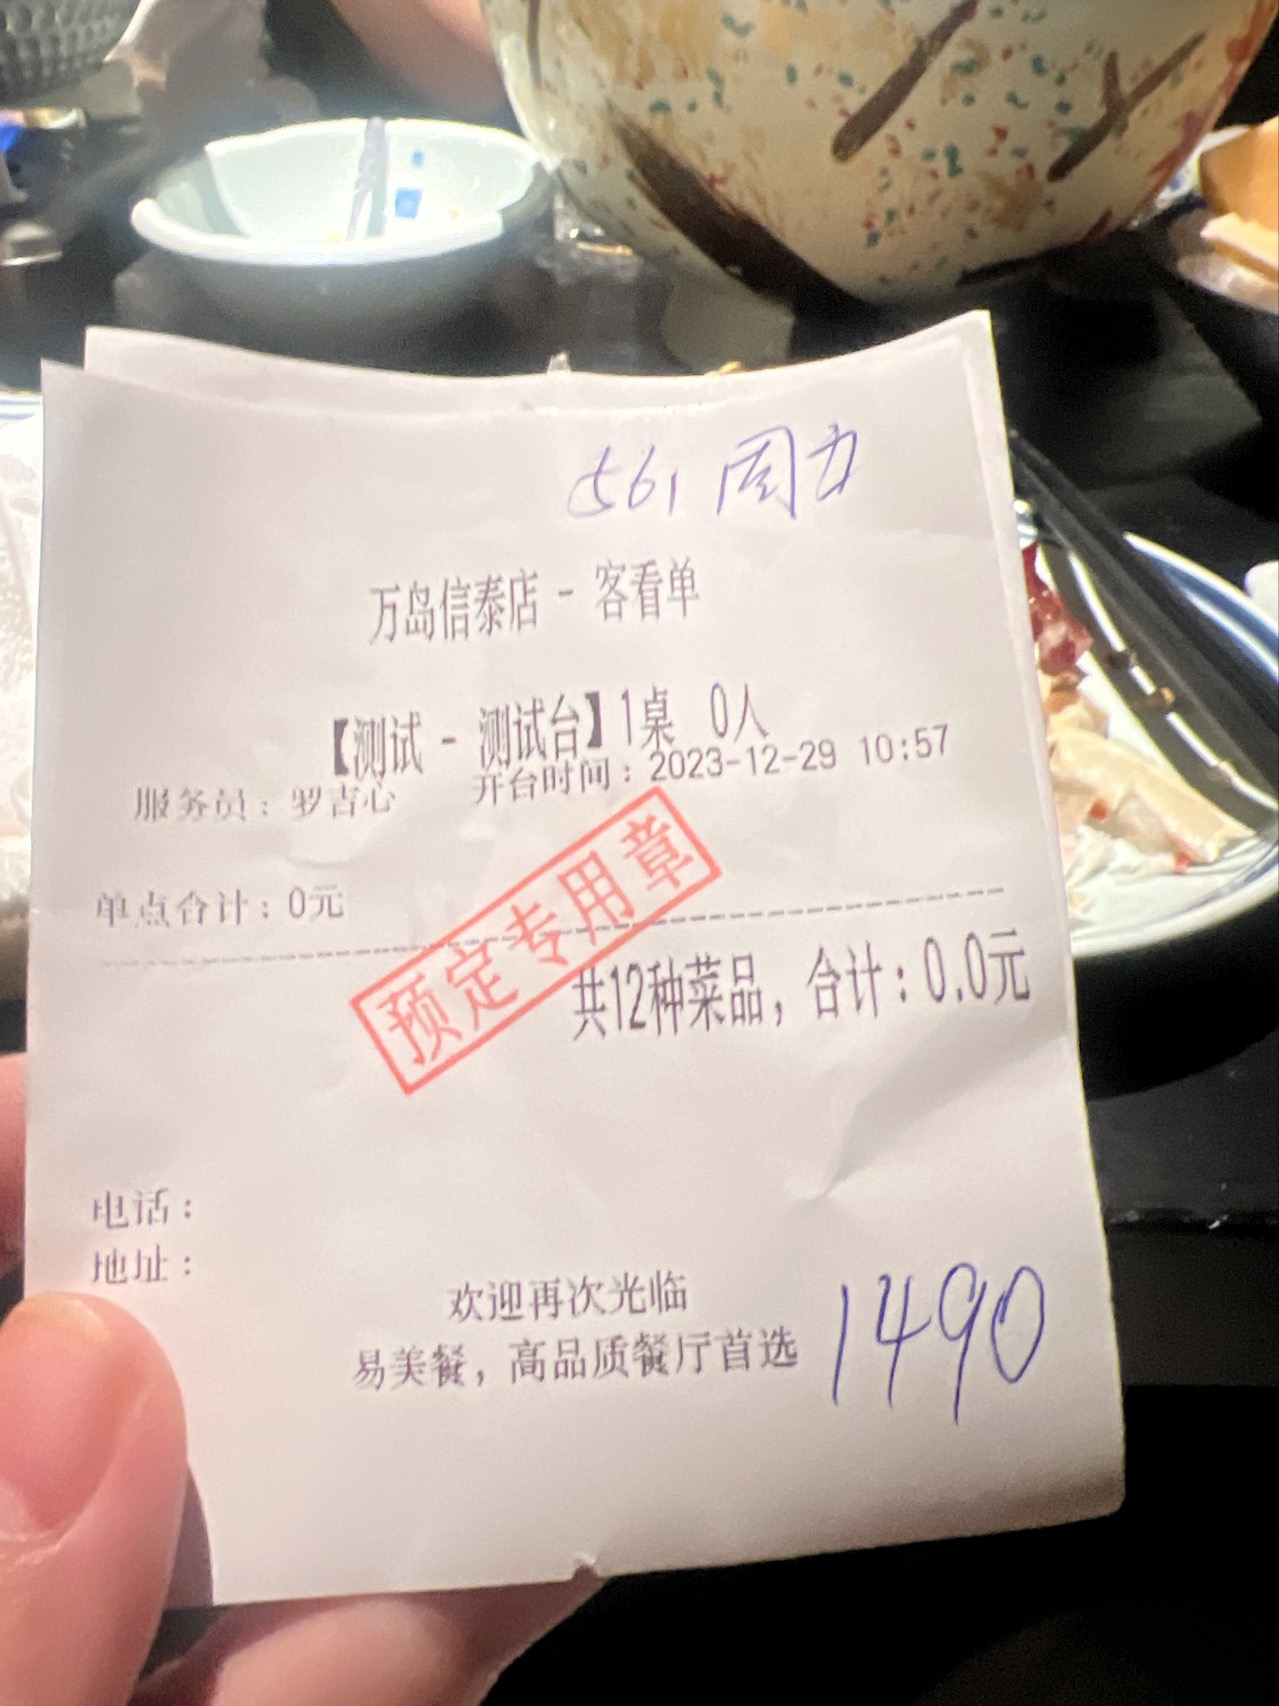 561 周力
万岛信泰店 - 客看单
【测试 - 测试台】1桌 0人
服务员：罗吉心 开台时间：2023-12-29 10:57
单点合计：0元
预定专用章
共12种菜品，合计：0.0元
电话：
地址：
欢迎再次光临
易美餐，高品质餐厅首选
1490